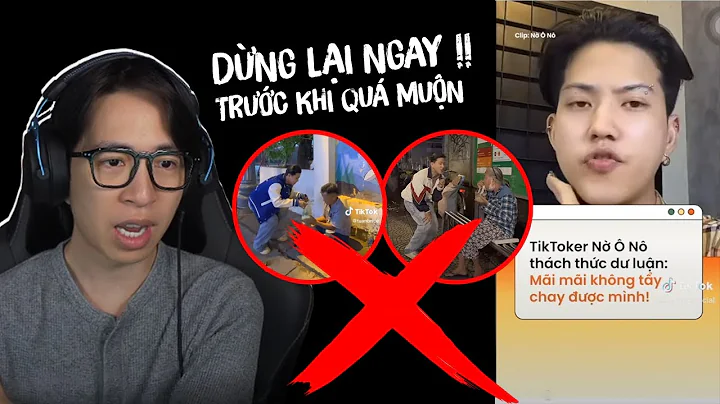 DỪNG LẠI NGAY !!
TRƯỚC KHI QUÁ MUỘN
Clip: Nờ Ô Nô
TikTok
TikToker Nờ Ô Nô
thách thức dư luận:
Mãi mãi không tẩy
chay được mình!